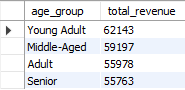 age_group total_revenue
Young Adult 62143
Middle-Aged 59197
Adult 55978
Senior 55763